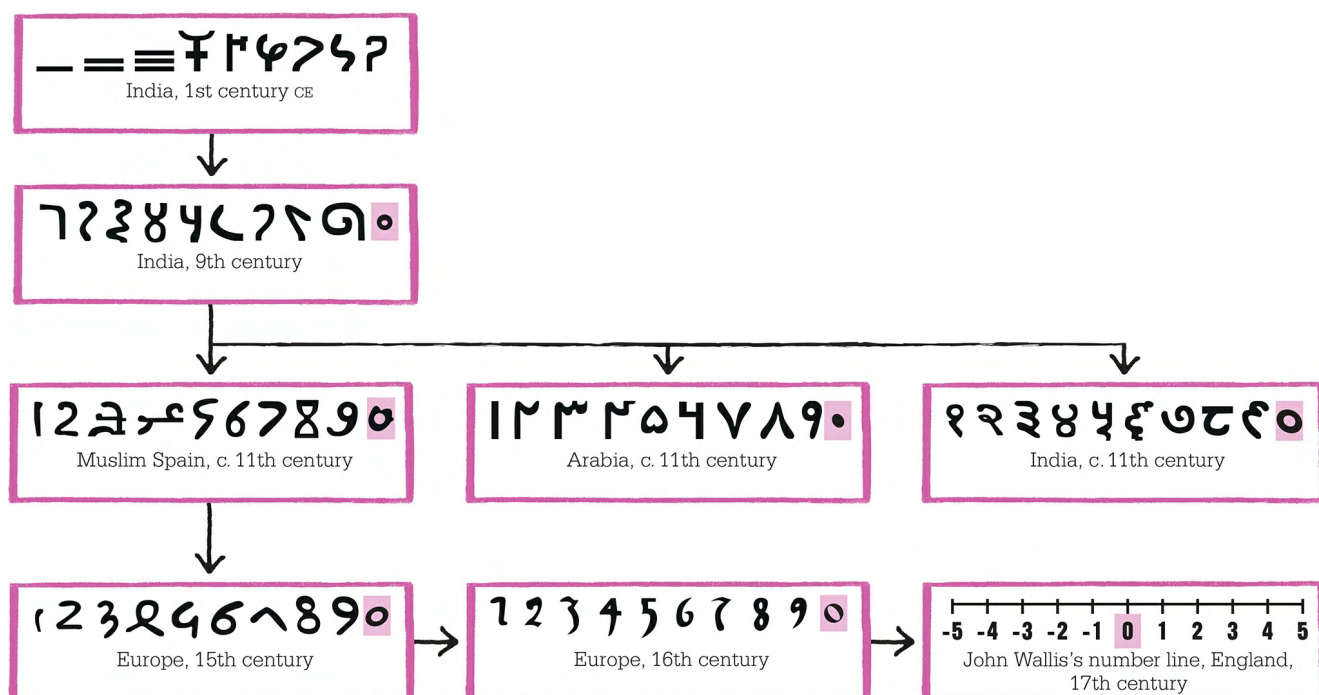 India, 1st century CE
India, 9th century
Muslim Spain, c. 11th century
١٢٣۴۵۶٧٨٩٠
Arabia, c. 11th century
१२३४५६७८९०
India, c. 11th century
Europe, 15th century
1 2 3 4 5 6 7 8 9 0
Europe, 16th century
-5 -4 -3 -2 -1 0 1 2 3 4 5
John Wallis's number line, England,
17th century